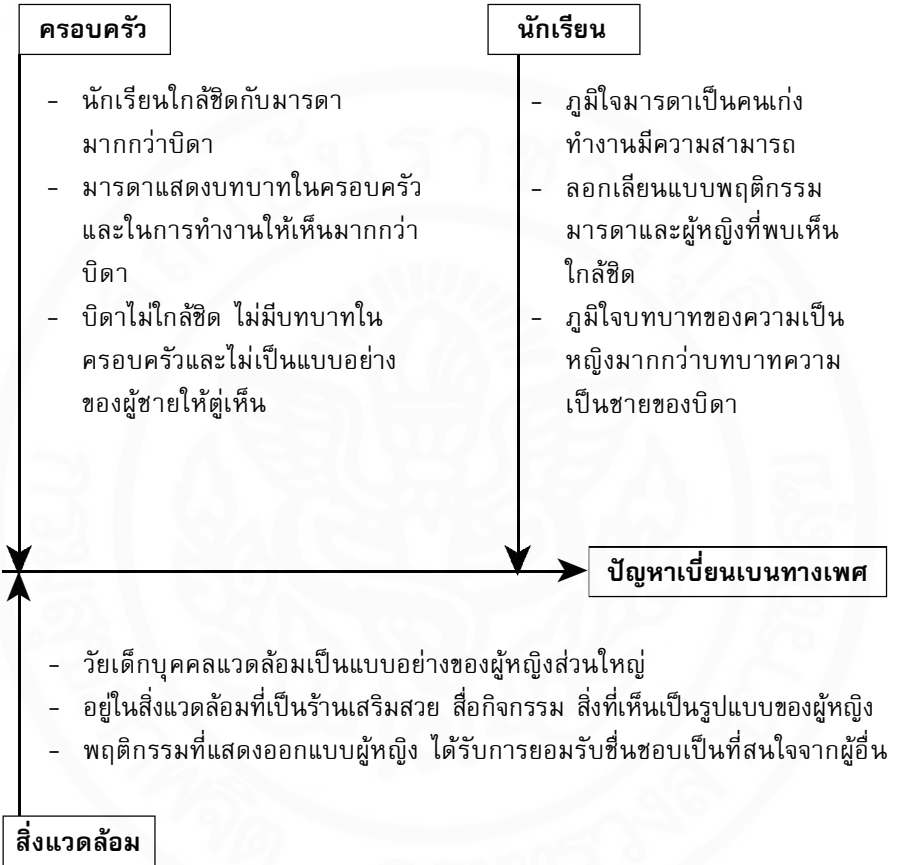 ครอบครัว
- นักเรียนใกล้ชิดกับมารดา
มากกว่าบิดา
- มารดาแสดงบทบาทในครอบครัว
และในการทำงานให้เห็นมากกว่า
บิดา
- บิดาไม่ใกล้ชิด ไม่มีบทบาทใน
ครอบครัวและไม่เป็นแบบอย่าง
ของผู้ชายให้ตู่เห็น
นักเรียน
- ภูมิใจมารดาเป็นคนเก่ง
ทำงานมีความสามารถ
- ลอกเลียนแบบพฤติกรรม
มารดาและผู้หญิงที่พบเห็น
ใกล้ชิด
- ภูมิใจบทบาทของความเป็น
หญิงมากกว่าบทบาทความ
เป็นชายของบิดา
ปัญหาเบี่ยนเบนทางเพศ
- วัยเด็กบุคคลแวดล้อมเป็นแบบอย่างของผู้หญิงส่วนใหญ่
- อยู่ในสิ่งแวดล้อมที่เป็นร้านเสริมสวย สื่อกิจกรรม สิ่งที่เห็นเป็นรูปแบบของผู้หญิง
- พฤติกรรมที่แสดงออกแบบผู้หญิง ได้รับการยอมรับชื่นชอบเป็นที่สนใจจากผู้อื่น
สิ่งแวดล้อม